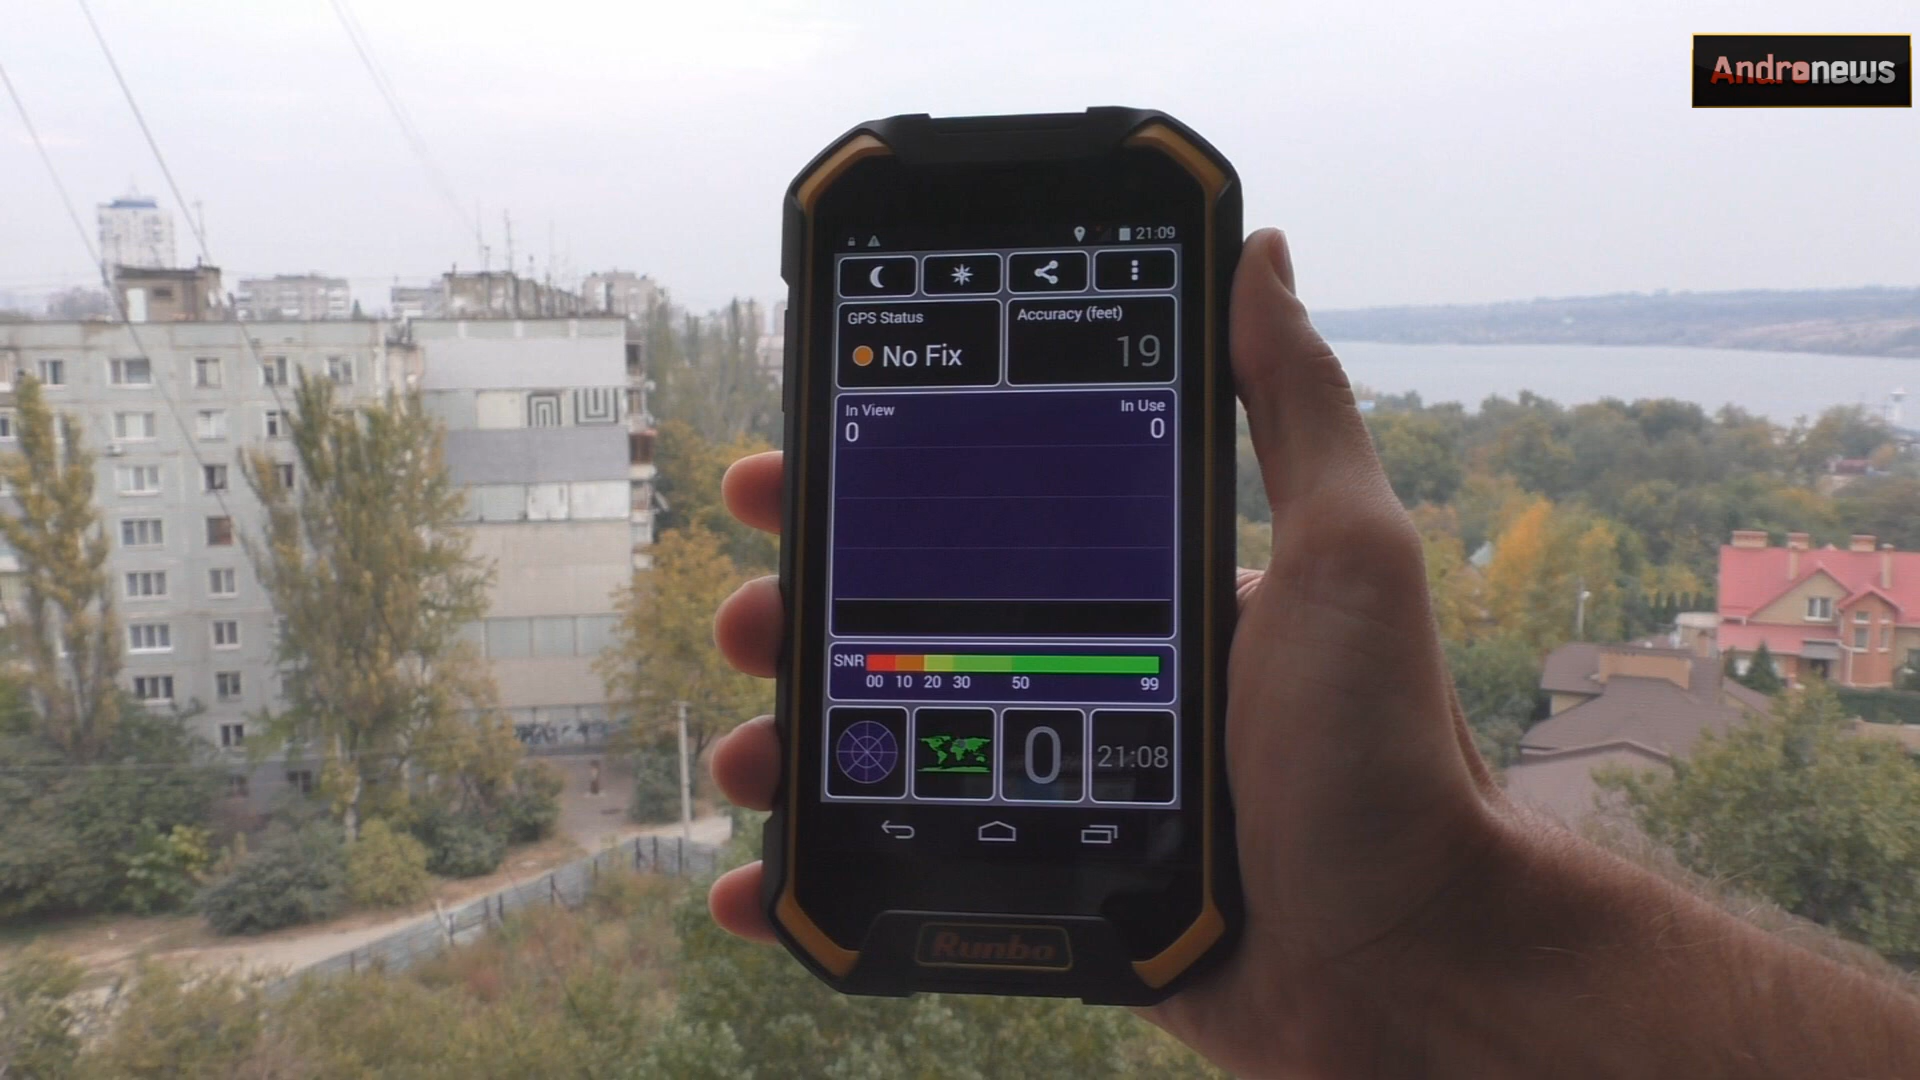 Andronews
21:09
GPS Status
No Fix
Accuracy (feet)
19
In View
0
In Use
0
SNR
00 10 20 30 50 99
0
21:08
Runbo